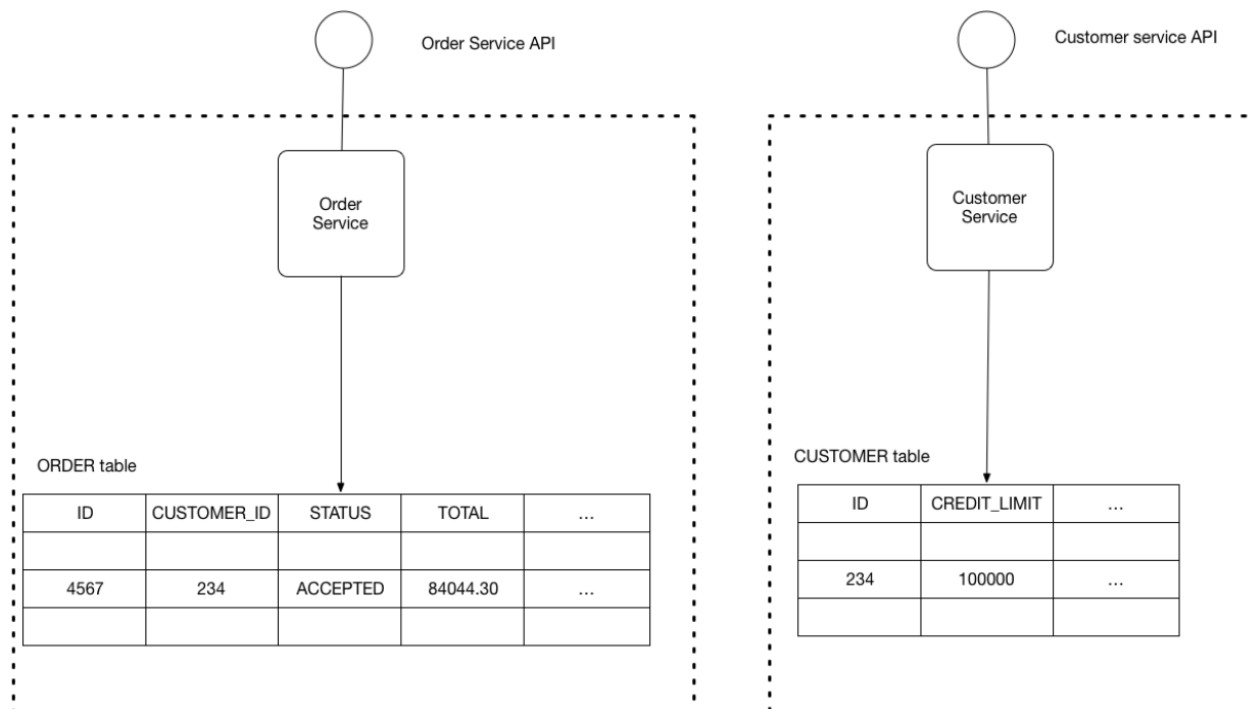 Order Service API
Customer service API
Order
Service
Customer
Service
ORDER table
ID CUSTOMER_ID STATUS TOTAL ...
4567 234 ACCEPTED 84044.30 ...
CUSTOMER table
ID CREDIT_LIMIT ...
234 100000 ...